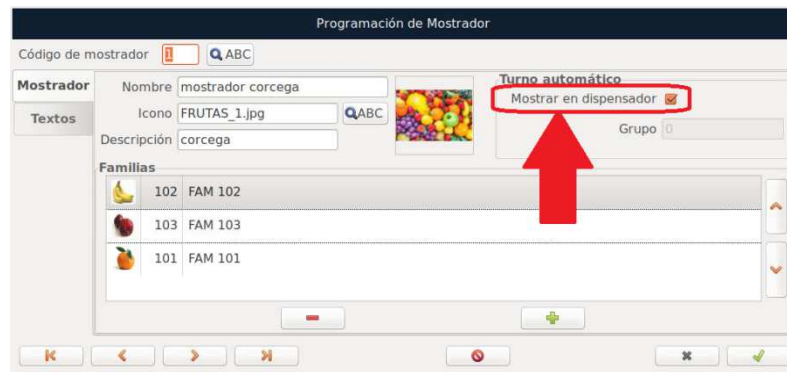 Programación de Mostrador
Código de mostrador 1 ABC
Mostrador
Textos
Nombre mostrador corcega
Icono FRUTAS_1.jpg ABC
Descripción corcega
Turno automático
Mostrar en dispensador
Grupo 0
Familias
102 FAM 102
103 FAM 103
101 FAM 101